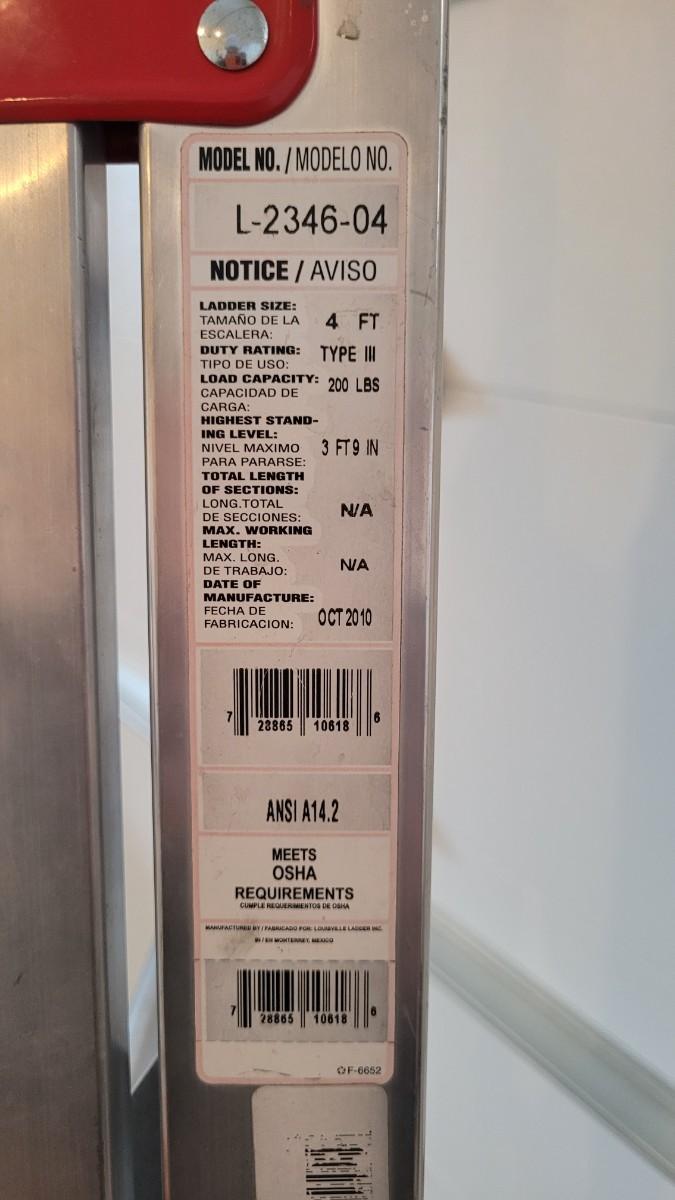 MODEL NO. / MODELO NO.
L-2346-04
NOTICE / AVISO
LADDER SIZE:
TAMAÑO DE LA
ESCALERA:
4 FT
DUTY RATING:
TIPO DE USO:
TYPE III
LOAD CAPACITY:
CAPACIDAD DE
CARGA:
200 LBS
HIGHEST STAND-
ING LEVEL:
NIVEL MAXIMO
PARA PARARSE:
3 FT 9 IN
TOTAL LENGTH
OF SECTIONS:
LONG.TOTAL
DE SECCIONES:
N/A
MAX. WORKING
LENGTH:
MAX. LONG.
DE TRABAJO:
N/A
DATE OF
MANUFACTURE:
FECHA DE
FABRICACION:
OCT 2010
7 28865 10618 6
ANSI A14.2
MEETS
OSHA
REQUIREMENTS
CUMPLE REQUERIMIENTOS DE OSHA
MANUFACTURED BY / FABRICADO POR: LOUISVILLE LADDER INC.
IN / EN MONTERREY, MEXICO
7 28865 10618 6
F-6652